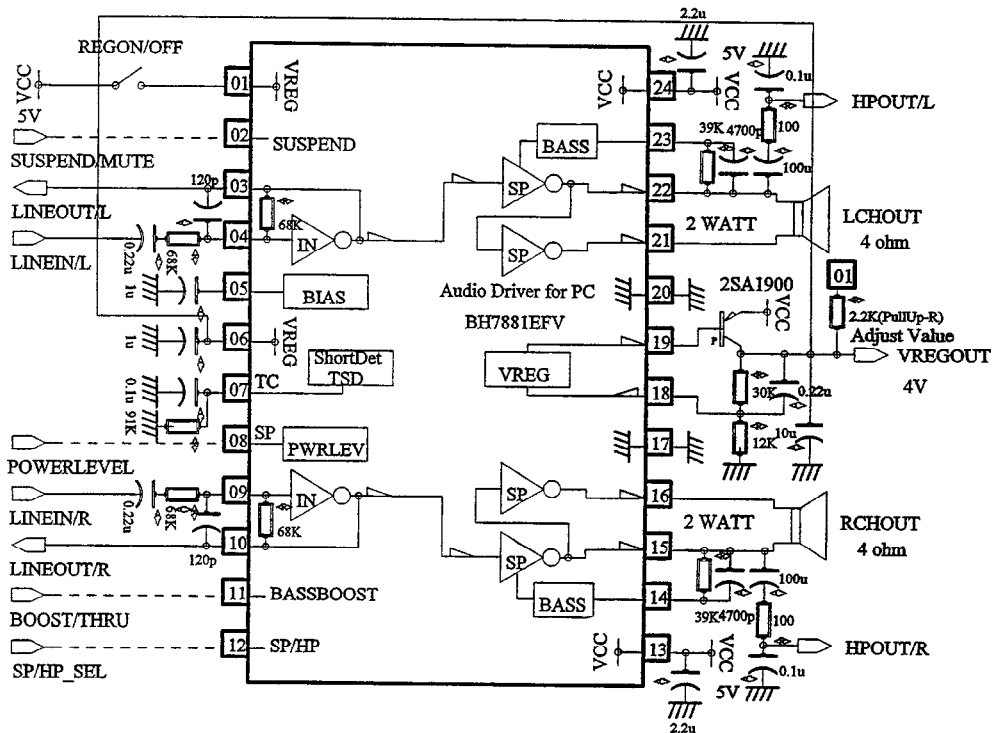 2.2u
5V
0.1u
REGON/OFF
VCC
5V
01
VREG
VCC
24
VCC
HPOUT/L
100
02
SUSPEND
SUSPEND/MUTE
BASS
23
39K
4700p
100u
120p
03
LINEOUT/L
SP
22
68K
04
IN
LINEIN/L
0.22u
68K
2 WATT
LCHOUT
4 ohm
SP
21
1u
05
BIAS
Audio Driver for PC
BH7881EFV
20
2SA1900
VCC
01
2.2K(PullUp-R)
Adjust Value
1u
06
VREG
19
P
VREGOUT
4V
0.1u
07
TC
ShortDet
TSD
VREG
18
30K
0.22u
91K
12K
10u
08
SP
PWRLEV
17
POWERLEVEL
09
IN
SP
16
LINEIN/R
0.22u
68K
68K
2 WATT
RCHOUT
4 ohm
10
LINEOUT/R
120p
SP
15
100u
11
BASSBOOST
BOOST/THRU
BASS
14
39K
4700p
100
12
SP/HP
SP/HP_SEL
VCC
13
VCC
5V
HPOUT/R
0.1u
2.2u